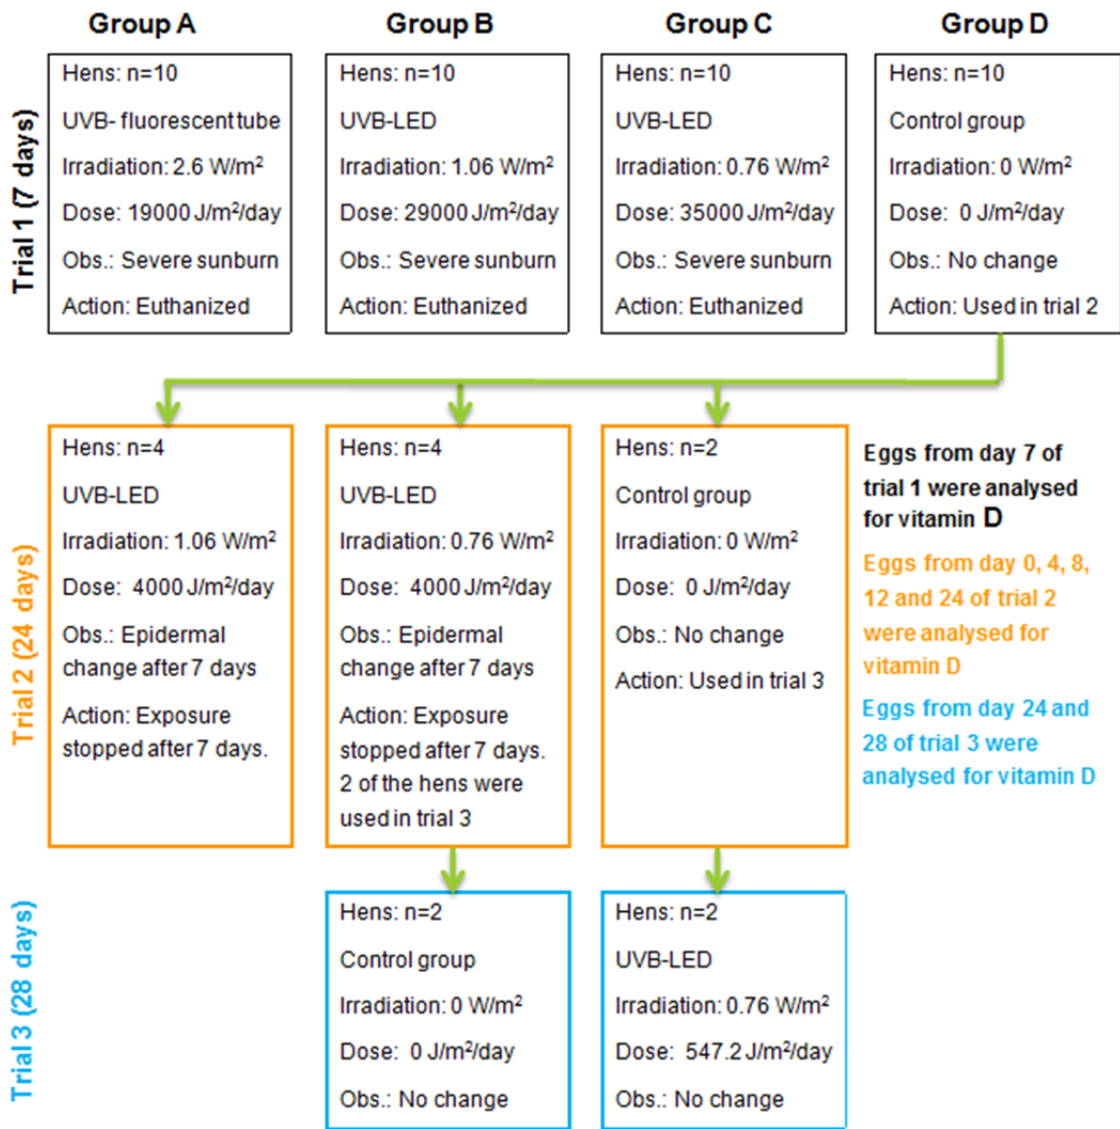 Group A
Group B
Group C
Group D
Trial 1 (7 days)
Hens: n=10
UVB- fluorescent tube
Irradiation: 2.6 W/m²
Dose: 19000 J/m²/day
Obs.: Severe sunburn
Action: Euthanized
Hens: n=10
UVB-LED
Irradiation: 1.06 W/m²
Dose: 29000 J/m²/day
Obs.: Severe sunburn
Action: Euthanized
Hens: n=10
UVB-LED
Irradiation: 0.76 W/m²
Dose: 35000 J/m²/day
Obs.: Severe sunburn
Action: Euthanized
Hens: n=10
Control group
Irradiation: 0 W/m²
Dose: 0 J/m²/day
Obs.: No change
Action: Used in trial 2
Trial 2 (24 days)
Hens: n=4
UVB-LED
Irradiation: 1.06 W/m²
Dose: 4000 J/m²/day
Obs.: Epidermal
change after 7 days
Action: Exposure
stopped after 7 days.
Hens: n=4
UVB-LED
Irradiation: 0.76 W/m²
Dose: 4000 J/m²/day
Obs.: Epidermal
change after 7 days
Action: Exposure
stopped after 7 days.
2 of the hens were
used in trial 3
Hens: n=2
Control group
Irradiation: 0 W/m²
Dose: 0 J/m²/day
Obs.: No change
Action: Used in trial 3
Eggs from day 7 of
trial 1 were analysed
for vitamin D
Eggs from day 0, 4, 8,
12 and 24 of trial 2
were analysed for
vitamin D
Eggs from day 24 and
28 of trial 3 were
analysed for vitamin D
Trial 3 (28 days)
Hens: n=2
Control group
Irradiation: 0 W/m²
Dose: 0 J/m²/day
Obs.: No change
Hens: n=2
UVB-LED
Irradiation: 0.76 W/m²
Dose: 547.2 J/m²/day
Obs.: No change